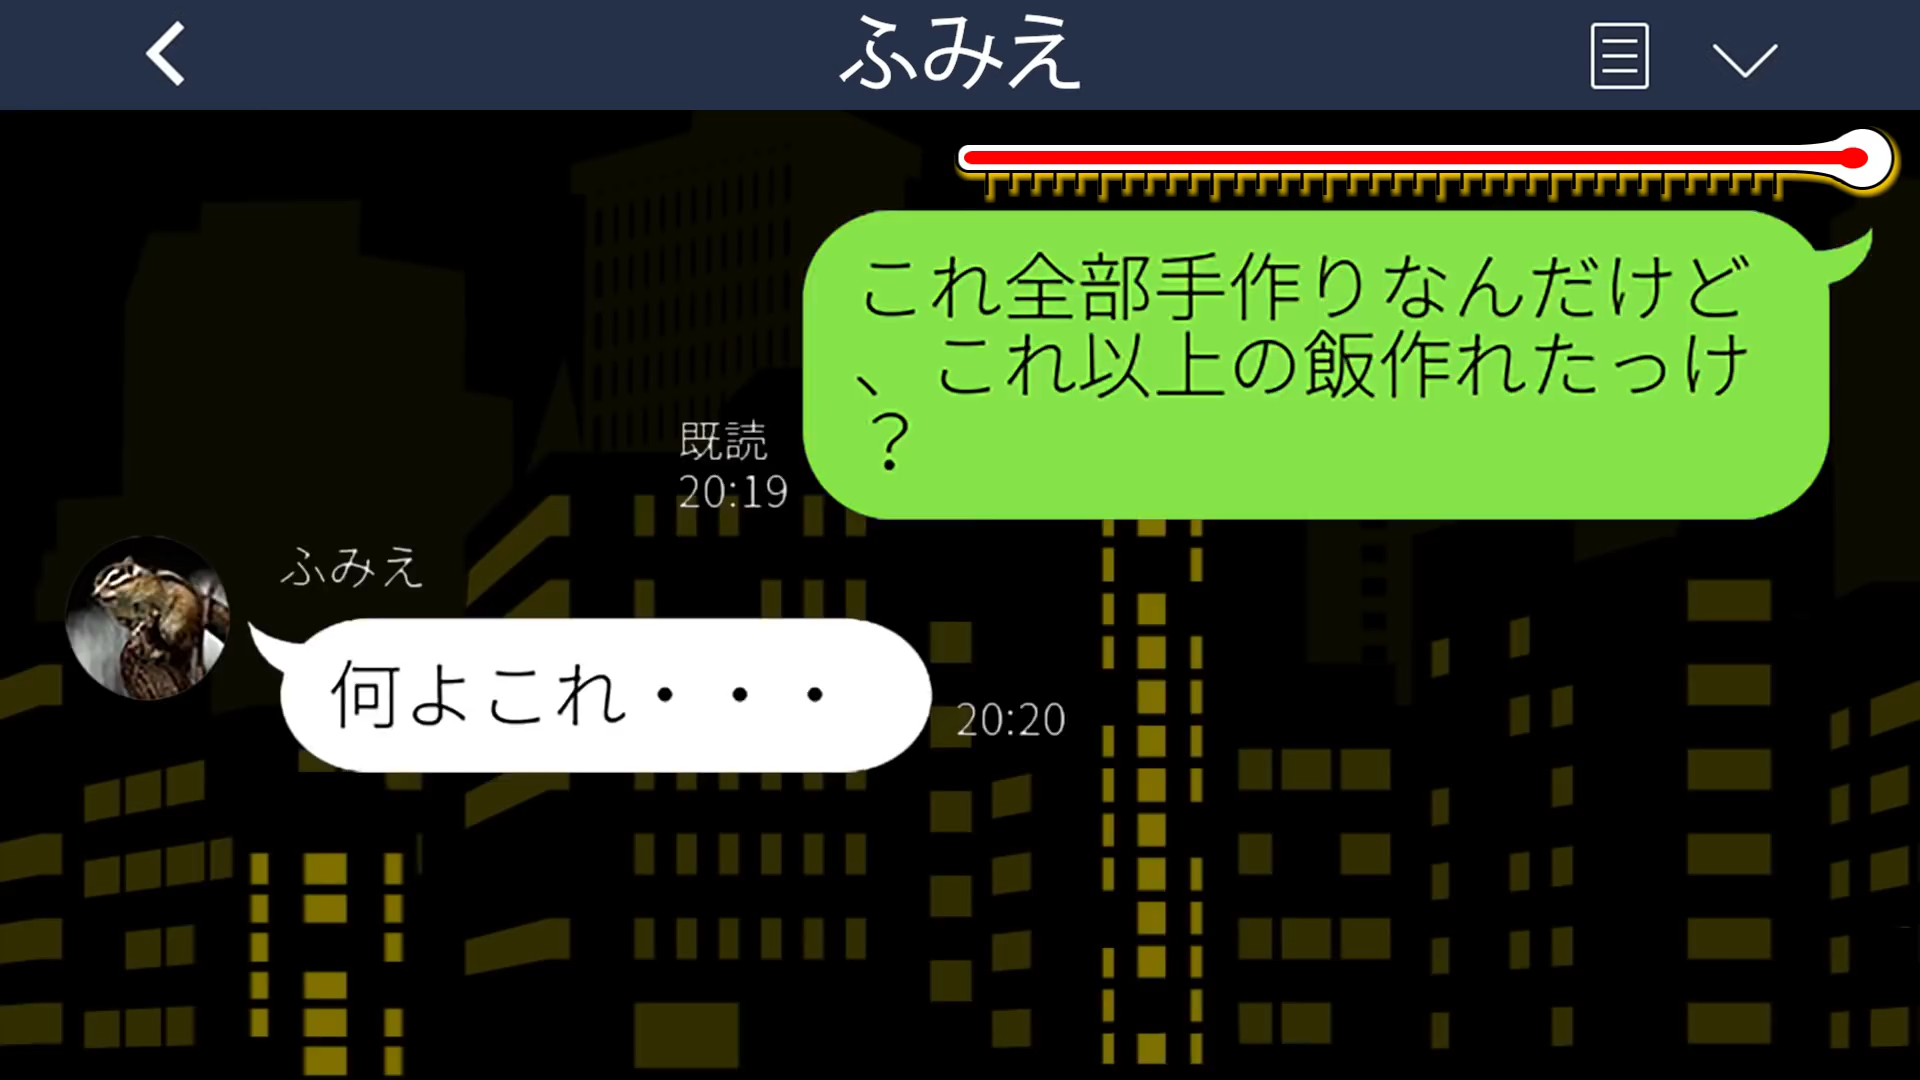 ふみえ
これ全部手作りなんだけど
、これ以上の飯作れたっけ
？
既読
20:19
ふみえ
何よこれ・・・
20:20